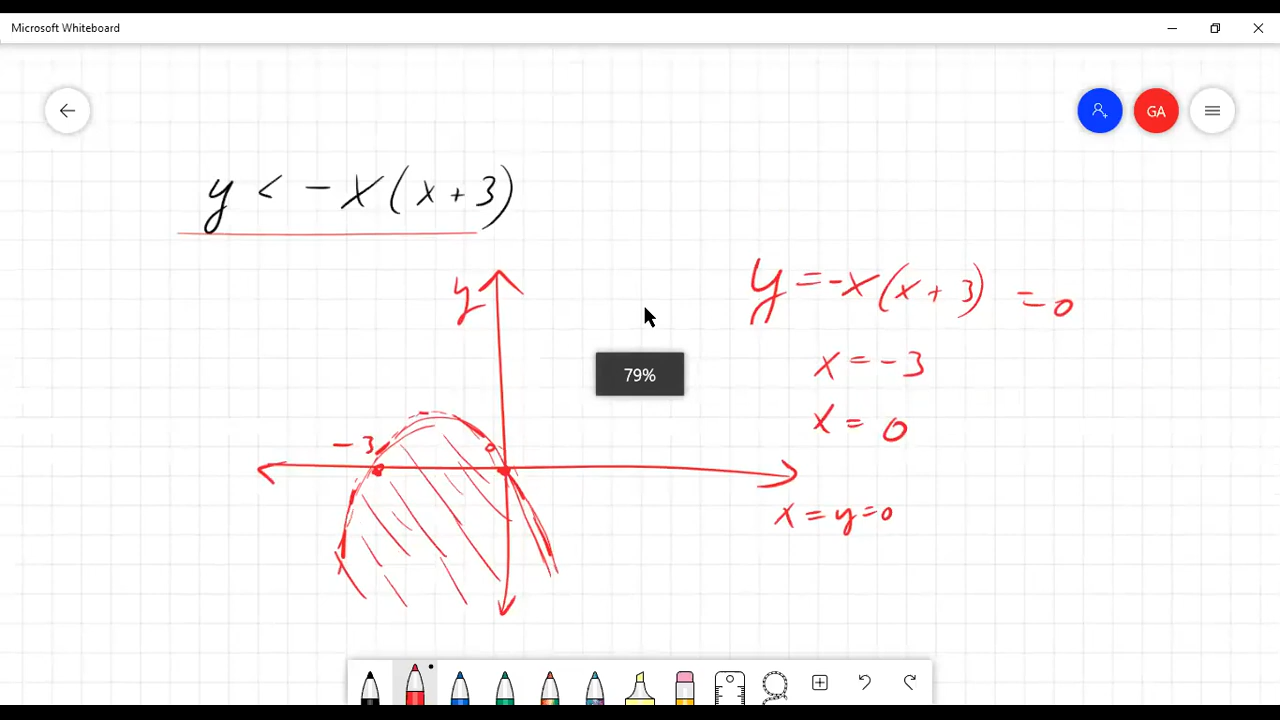 Microsoft Whiteboard
GA
y < - x(x+3)
y = -x(x+3) = 0
y
x = -3
79%
x = 0
-3
0
x = y = 0